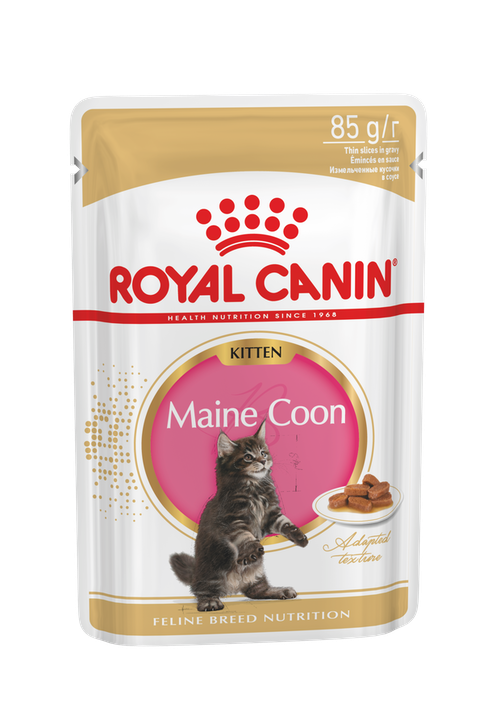 85 g/г
Thin slices in gravy
Émincés en sauce
Измельченные кусочки
в соусе
ROYAL CANIN®
HEALTH NUTRITION SINCE 1968
KITTEN
Maine Coon
Adapted
texture
FELINE BREED NUTRITION